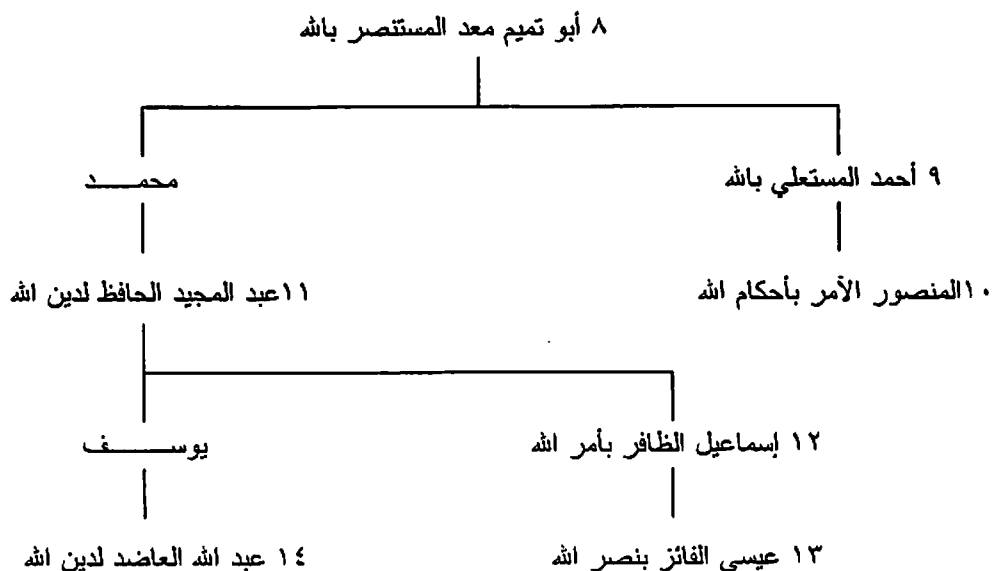 ٨ أبو تميم معد المستنصر بالله
٩ أحمد المستعلي بالله
محمـــــد
١٠المنصور الآمر بأحكام الله
١١عبد المجيد الحافظ لدين الله
١٢ إسماعيل الظافر بأمر الله
يوســـــــف
١٣ عيسى الفائز بنصر الله
١٤ عبد الله العاضد لدين الله